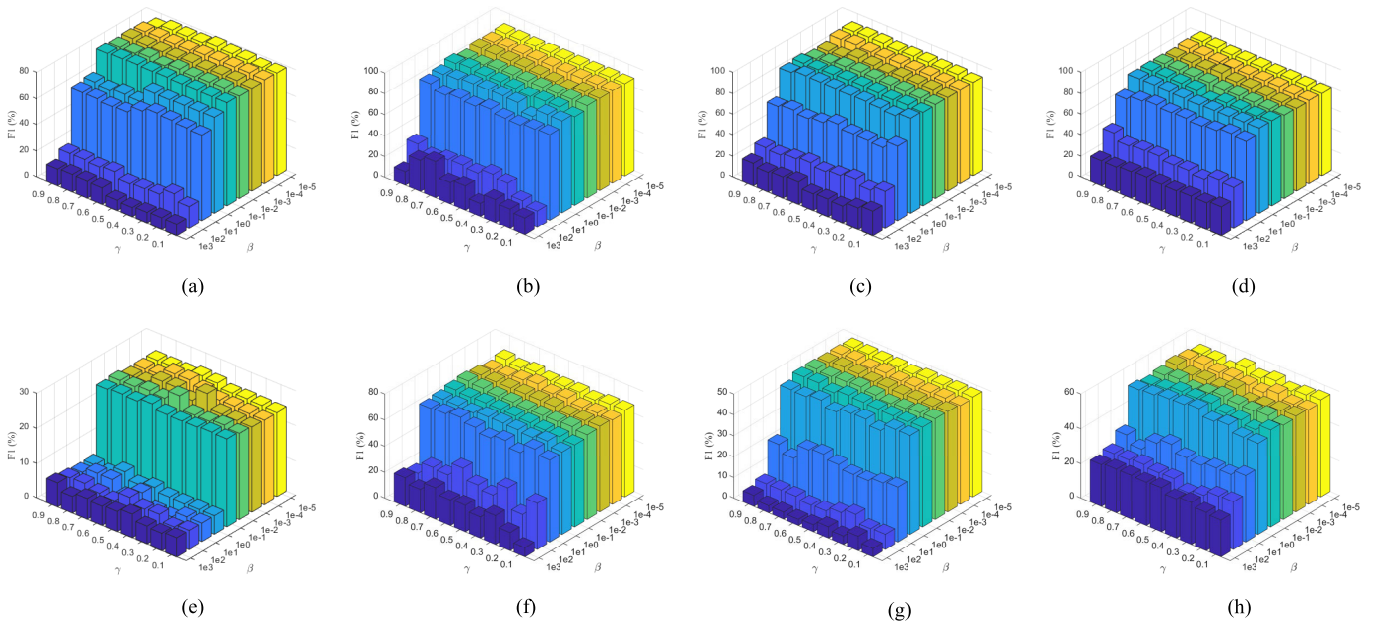 80
60
40
20
0
F1 (%)
0.9
0.8
0.7
0.6
0.5
0.4
0.3
0.2
0.1
γ
1e3
1e2
1e1
1e0
1e-1
1e-2
1e-3
1e-4
1e-5
β
(a)
100
80
60
40
20
0
F1 (%)
0.9
0.8
0.7
0.6
0.5
0.4
0.3
0.2
0.1
γ
1e3
1e2
1e1
1e0
1e-1
1e-2
1e-3
1e-4
1e-5
β
(b)
100
80
60
40
20
0
F1 (%)
0.9
0.8
0.7
0.6
0.5
0.4
0.3
0.2
0.1
γ
1e3
1e2
1e1
1e0
1e-1
1e-2
1e-3
1e-4
1e-5
β
(c)
100
80
60
40
20
0
F1 (%)
0.9
0.8
0.7
0.6
0.5
0.4
0.3
0.2
0.1
γ
1e3
1e2
1e1
1e0
1e-1
1e-2
1e-3
1e-4
1e-5
β
(d)
30
20
10
0
F1 (%)
0.9
0.8
0.7
0.6
0.5
0.4
0.3
0.2
0.1
γ
1e3
1e2
1e1
1e0
1e-1
1e-2
1e-3
1e-4
1e-5
β
(e)
80
60
40
20
0
F1 (%)
0.9
0.8
0.7
0.6
0.5
0.4
0.3
0.2
0.1
γ
1e3
1e2
1e1
1e0
1e-1
1e-2
1e-3
1e-4
1e-5
β
(f)
50
40
30
20
10
0
F1 (%)
0.9
0.8
0.7
0.6
0.5
0.4
0.3
0.2
0.1
γ
1e3
1e2
1e1
1e0
1e-1
1e-2
1e-3
1e-4
1e-5
β
(g)
60
40
20
0
F1 (%)
0.9
0.8
0.7
0.6
0.5
0.4
0.3
0.2
0.1
γ
1e3
1e2
1e1
1e0
1e-1
1e-2
1e-3
1e-4
1e-5
β
(h)